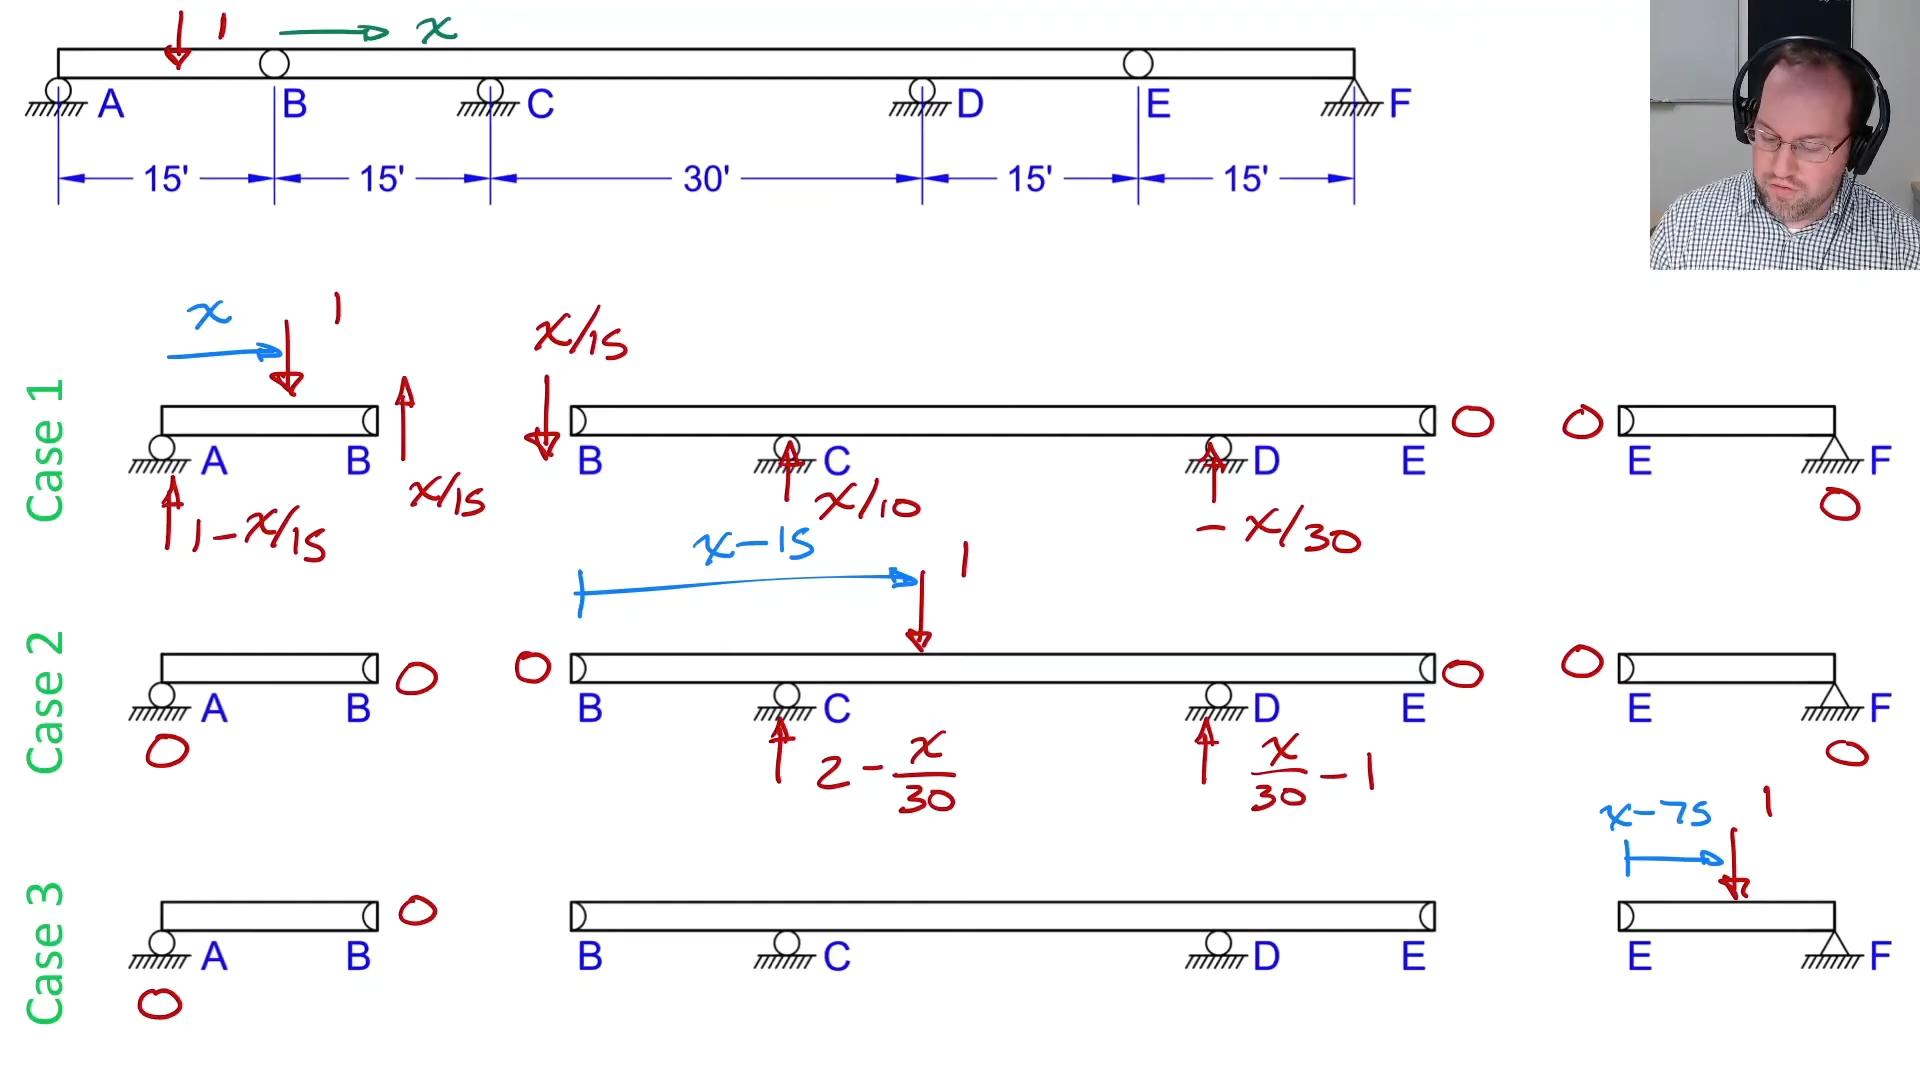 1 x
A B C D E F
15' 15' 30' 15' 15'
Case 1
x 1 x/15
A B B C D E E F
0 0
1-x/15 x/15 x/10 - x/30 0
Case 2
x-15 1
0 0 0 0
A B B C D E E F
0 2 - x/30 x/30 - 1 0
Case 3
x-75 1
0
A B B C D E E F
0